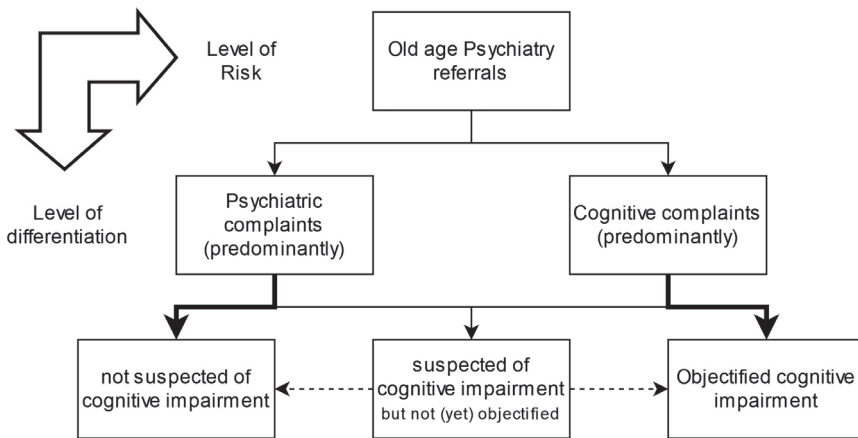 Level of
Risk
Old age Psychiatry
referrals
Level of
differentiation
Psychiatric
complaints
(predominantly)
Cognitive complaints
(predominantly)
not suspected of
cognitive impairment
suspected of
cognitive impairment
but not (yet) objectified
Objectified cognitive
impairment